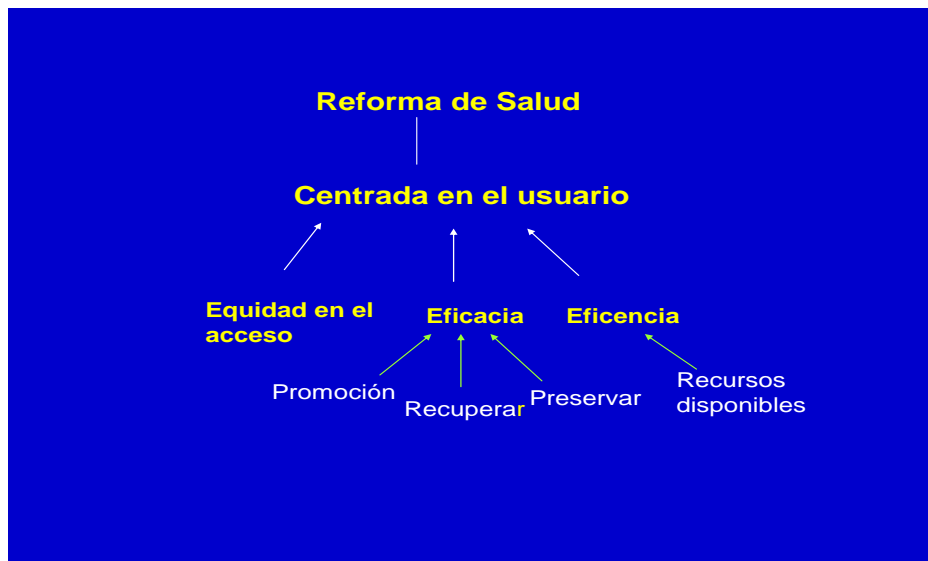 Reforma de Salud
Centrada en el usuario
Equidad en el
acceso
Eficacia
Eficencia
Promoción
Recuperar
Preservar
Recursos
disponibles